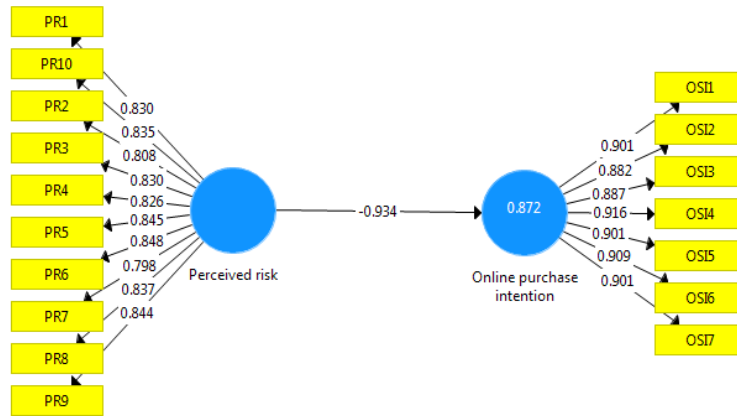 PR1
PR10
PR2
PR3
PR4
PR5
PR6
PR7
PR8
PR9
0.830
0.835
0.808
0.830
0.826
0.845
0.848
0.798
0.837
0.844
Perceived risk
-0.934
0.872
Online purchase
intention
0.901
0.882
0.887
0.916
0.901
0.909
0.901
OSI1
OSI2
OSI3
OSI4
OSI5
OSI6
OSI7